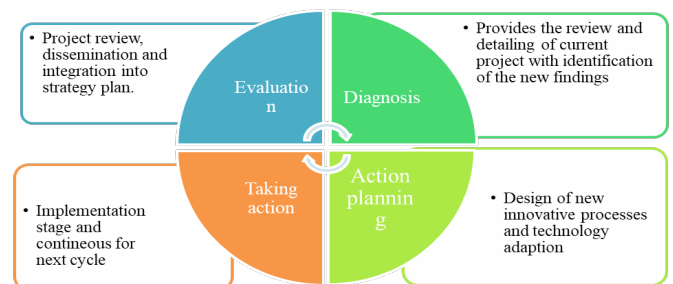 • Project review,
dissemination and
integration into
strategy plan.
Evaluatio
n
Diagnosis
• Provides the review and
detailing of current
project with identification
of the new findings
• Implementation
stage and
contineous for
next cycle
Taking
action
Action
plannin
g
• Design of new
innovative processes
and technology
adaption